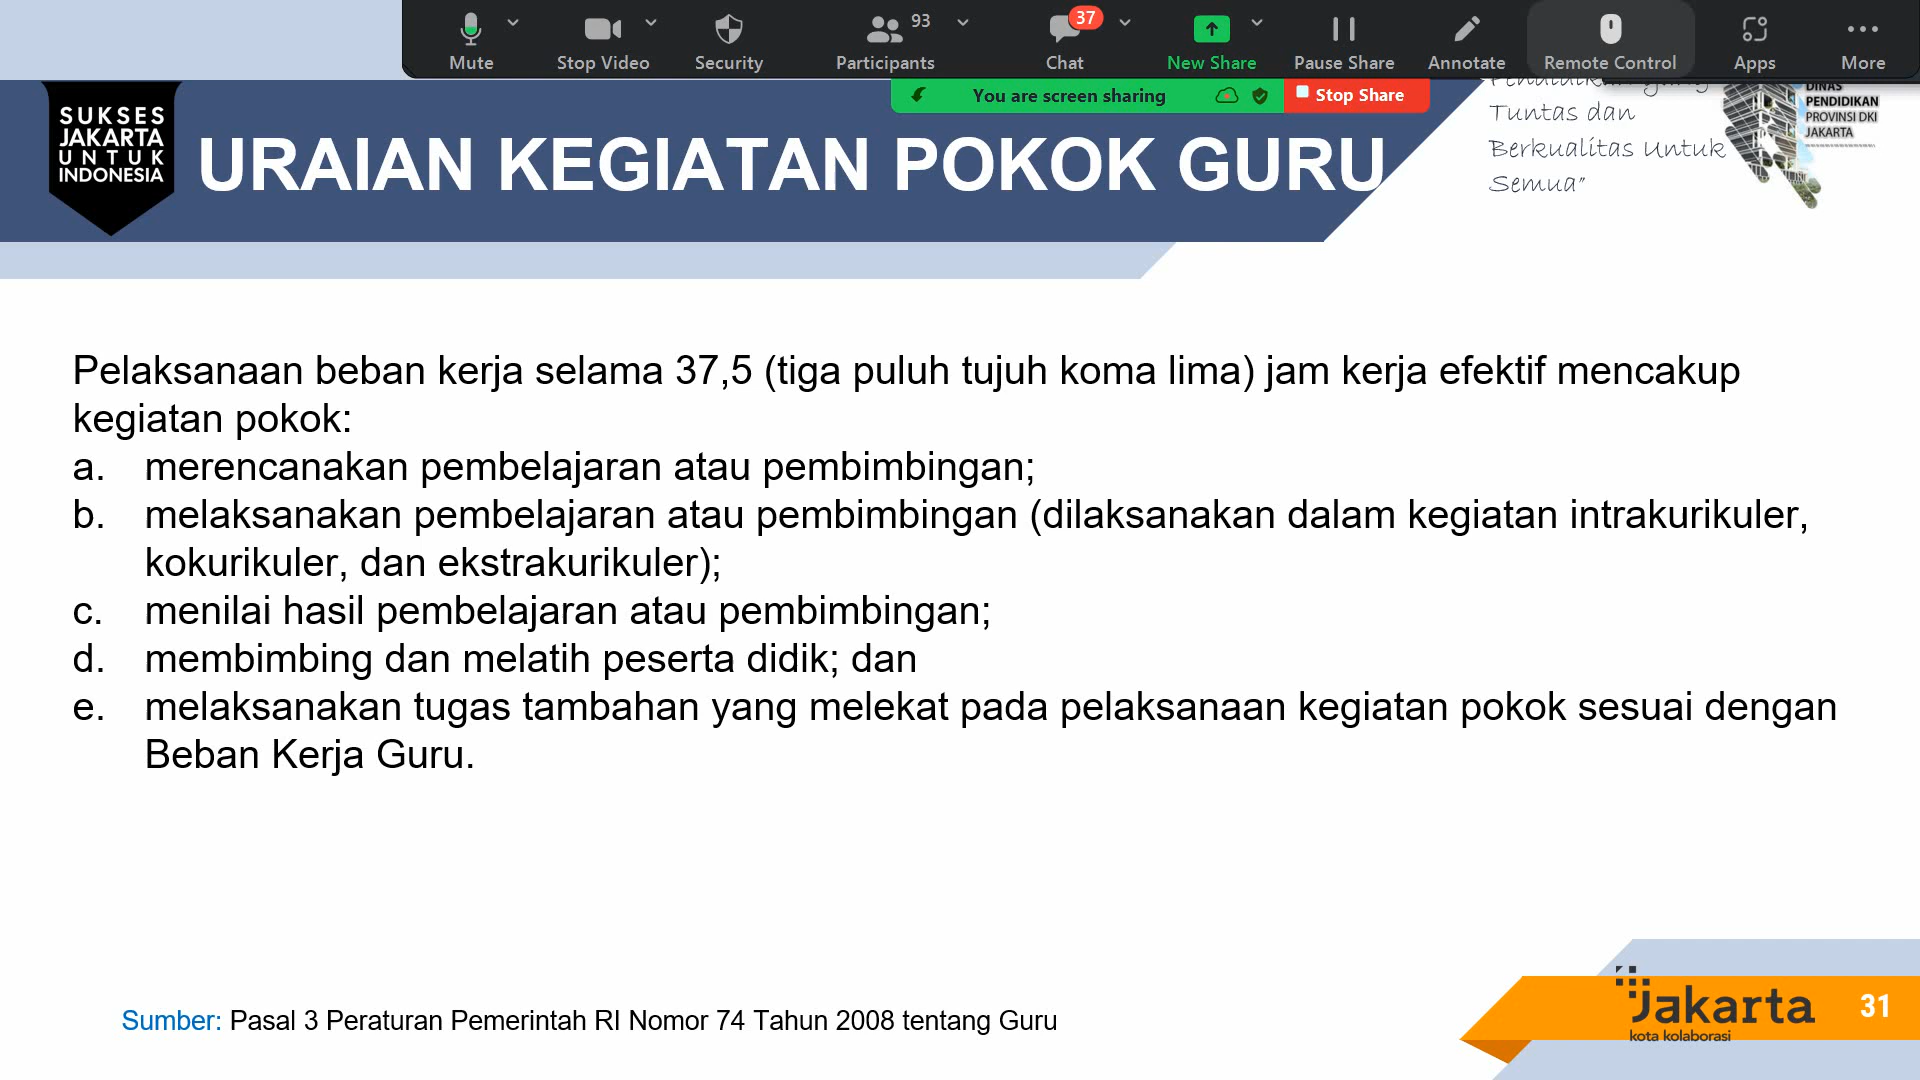 93
37
Mute
Stop Video
Security
Participants
Chat
New Share
Pause Share
Annotate
Remote Control
Apps
More
You are screen sharing
Stop Share
SUKSES
JAKARTA
UNTUK
INDONESIA
URAIAN KEGIATAN POKOK GURU
Tuntas dan
Berkualitas Untuk
Semua”
DINAS
PENDIDIKAN
PROVINSI DKI
JAKARTA
Pelaksanaan beban kerja selama 37,5 (tiga puluh tujuh koma lima) jam kerja efektif mencakup
kegiatan pokok:
a. merencanakan pembelajaran atau pembimbingan;
b. melaksanakan pembelajaran atau pembimbingan (dilaksanakan dalam kegiatan intrakurikuler,
kokurikuler, dan ekstrakurikuler);
c. menilai hasil pembelajaran atau pembimbingan;
d. membimbing dan melatih peserta didik; dan
e. melaksanakan tugas tambahan yang melekat pada pelaksanaan kegiatan pokok sesuai dengan
Beban Kerja Guru.
Sumber: Pasal 3 Peraturan Pemerintah RI Nomor 74 Tahun 2008 tentang Guru
Jakarta
kota kolaborasi
31